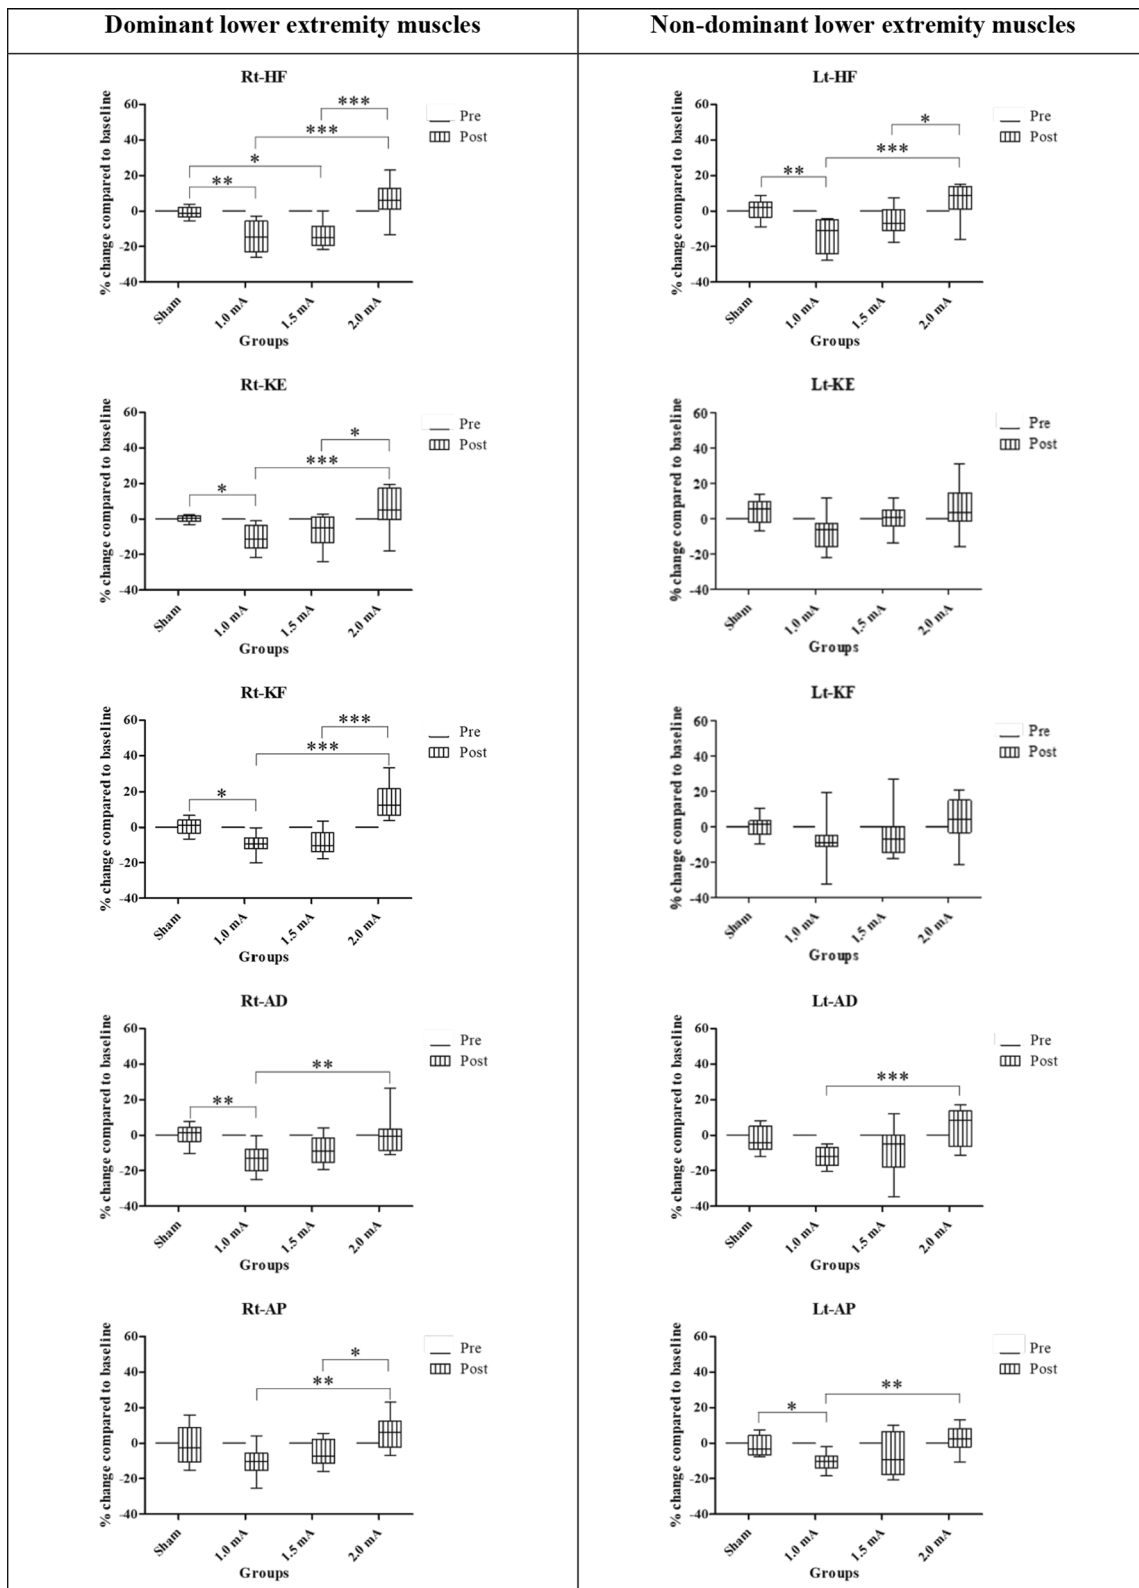 Dominant lower extremity muscles
Non-dominant lower extremity muscles
Rt-HF
% change compared to baseline
60
40
20
0
-20
-40
***
***
*
**
Pre
Post
Sham
1.0 mA
1.5 mA
2.0 mA
Groups
Lt-HF
% change compared to baseline
60
40
20
0
-20
-40
*
***
**
Pre
Post
Sham
1.0 mA
1.5 mA
2.0 mA
Groups
Rt-KE
% change compared to baseline
60
40
20
0
-20
-40
*
***
*
Pre
Post
Sham
1.0 mA
1.5 mA
2.0 mA
Groups
Lt-KE
% change compared to baseline
60
40
20
0
-20
-40
Pre
Post
Sham
1.0 mA
1.5 mA
2.0 mA
Groups
Rt-KF
% change compared to baseline
60
40
20
0
-20
-40
***
***
*
Pre
Post
Sham
1.0 mA
1.5 mA
2.0 mA
Groups
Lt-KF
% change compared to baseline
60
40
20
0
-20
-40
Pre
Post
Sham
1.0 mA
1.5 mA
2.0 mA
Groups
Rt-AD
% change compared to baseline
60
40
20
0
-20
-40
**
**
Pre
Post
Sham
1.0 mA
1.5 mA
2.0 mA
Groups
Lt-AD
% change compared to baseline
60
40
20
0
-20
-40
***
Pre
Post
Sham
1.0 mA
1.5 mA
2.0 mA
Groups
Rt-AP
% change compared to baseline
60
40
20
0
-20
-40
*
**
Pre
Post
Sham
1.0 mA
1.5 mA
2.0 mA
Groups
Lt-AP
% change compared to baseline
60
40
20
0
-20
-40
**
*
Pre
Post
Sham
1.0 mA
1.5 mA
2.0 mA
Groups